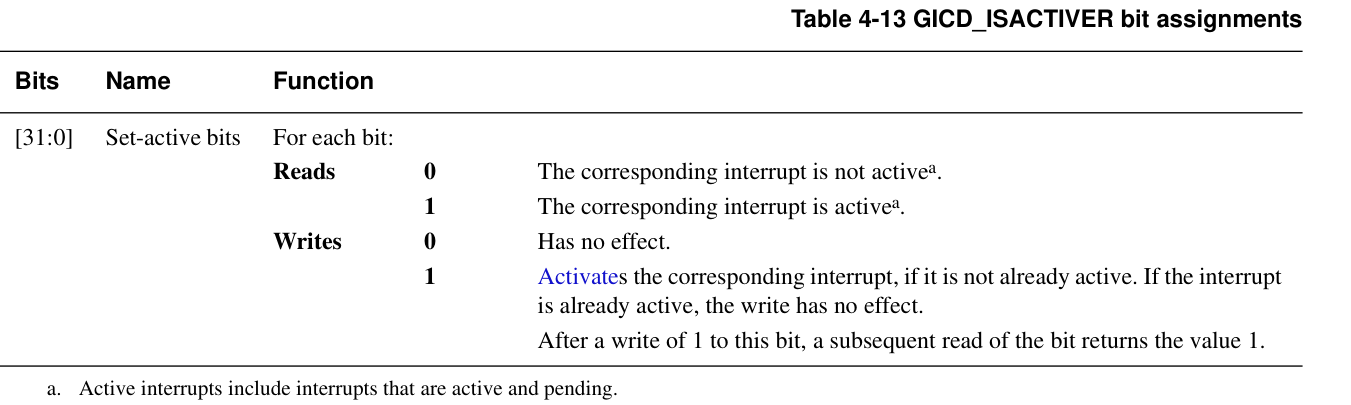 Table 4-13 GICD_ISACTIVER bit assignments
Bits Name Function
[31:0] Set-active bits For each bit:
Reads 0 The corresponding interrupt is not activeᵃ.
1 The corresponding interrupt is activeᵃ.
Writes 0 Has no effect.
1 Activates the corresponding interrupt, if it is not already active. If the interrupt
is already active, the write has no effect.
After a write of 1 to this bit, a subsequent read of the bit returns the value 1.
a. Active interrupts include interrupts that are active and pending.